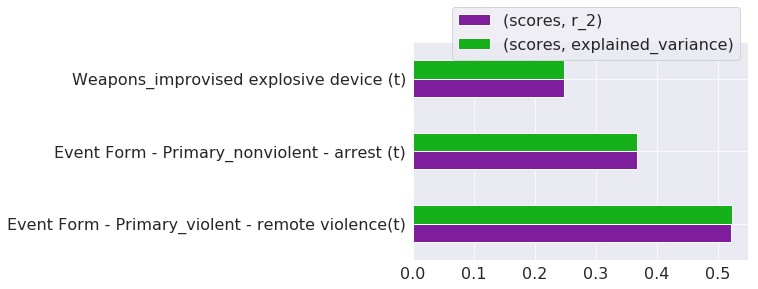 (scores, r_2)
(scores, explained_variance)
Weapons_improvised explosive device (t)
Event Form - Primary_nonviolent - arrest (t)
Event Form - Primary_violent - remote violence(t)
0.0 0.1 0.2 0.3 0.4 0.5